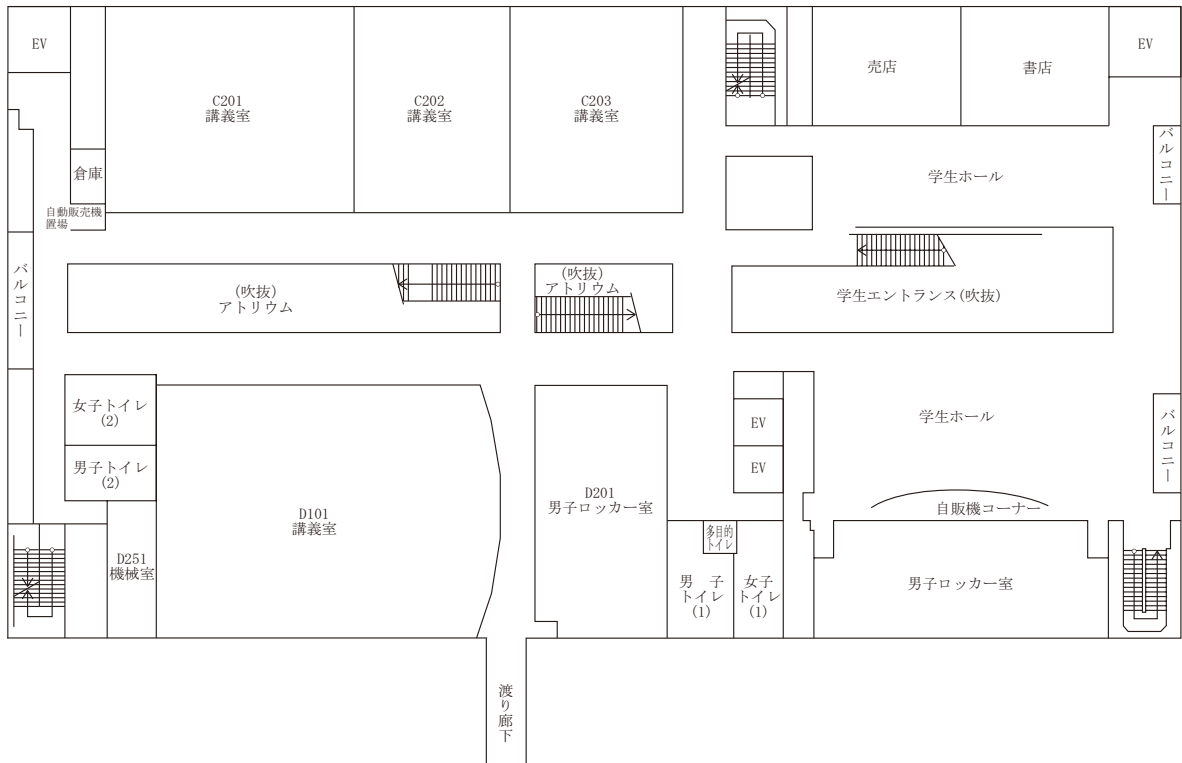 EV
C201
講義室
C202
講義室
C203
講義室
売店
書店
EV
倉庫
自動販売機
置場
学生ホール
バルコニー
バルコニー
(吹抜)
アトリウム
(吹抜)
アトリウム
学生エントランス(吹抜)
女子トイレ
(2)
男子トイレ
(2)
D101
講義室
D251
機械室
D201
男子ロッカー室
EV
EV
学生ホール
バルコニー
自販機コーナー
多目的
トイレ
男 子
トイレ
(1)
女子
トイレ
(1)
男子ロッカー室
渡り廊下